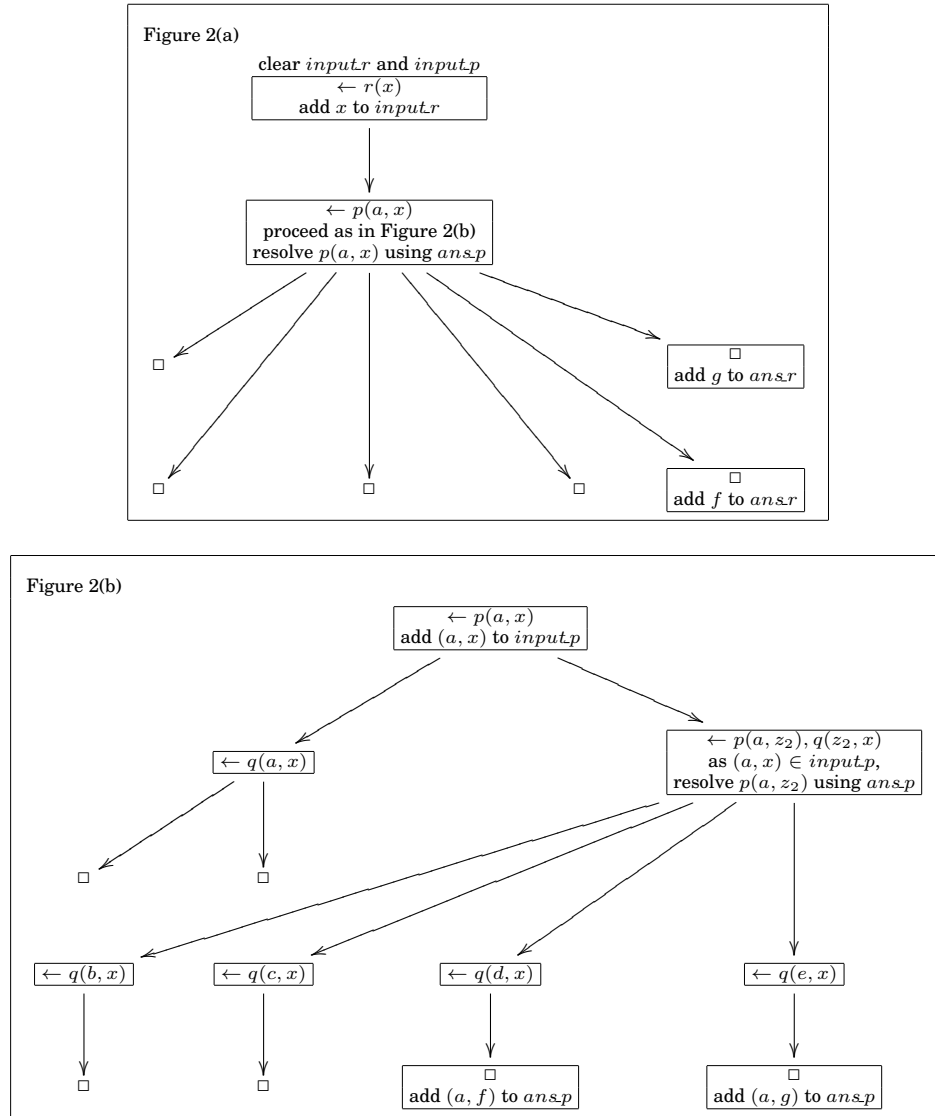 Figure 2(a)
clear input_r and input_p
← r(x)
add x to input_r
← p(a, x)
proceed as in Figure 2(b)
resolve p(a, x) using ans_p
□
□
add g to ans_r
□
□
□
□
add f to ans_r
Figure 2(b)
← p(a, x)
add (a, x) to input_p
← q(a, x)
← p(a, z₂), q(z₂, x)
as (a, x) ∈ input_p,
resolve p(a, z₂) using ans_p
□
□
← q(b, x)
← q(c, x)
← q(d, x)
← q(e, x)
□
□
□
add (a, f) to ans_p
□
add (a, g) to ans_p